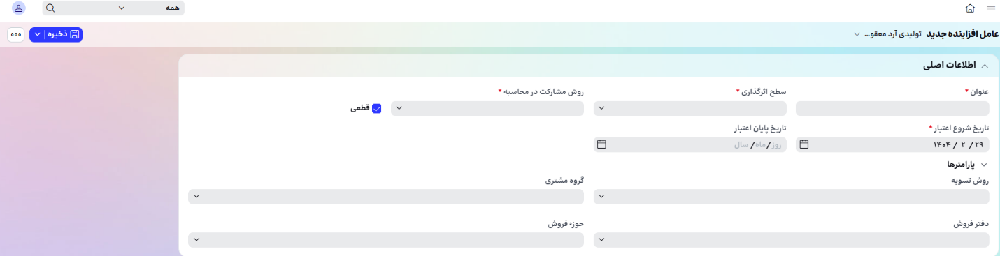 همه
عامل افزاینده جدید تولیدی آرد معقو...
ذخیره
اطلاعات اصلی
عنوان * سطح اثرگذاری * روش مشارکت در محاسبه *
قطعی
تاریخ شروع اعتبار * تاریخ پایان اعتبار
۲۹ / ۲ / ۱۴۰۴ روز/ماه/سال
پارامترها
روش تسویه گروه مشتری
دفتر فروش حوزه فروش